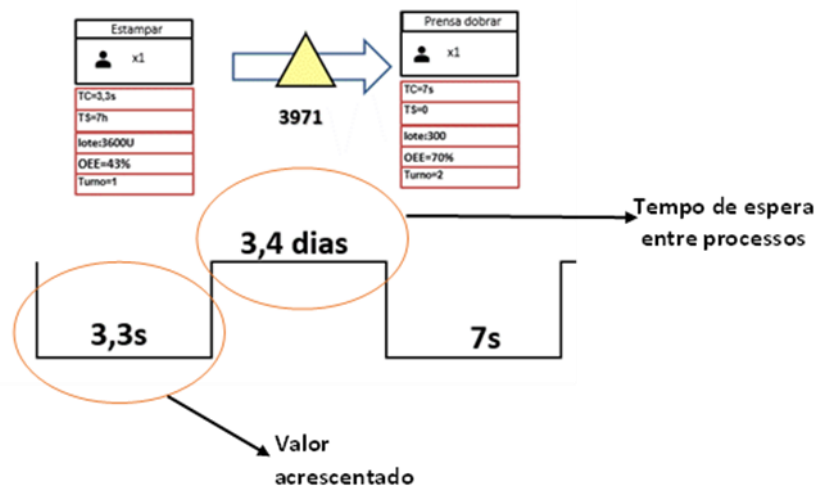 Estampar
x1
TC=3,3s
TS=7h
lote:3600U
OEE=43%
Turno=1
3971
Prensa dobrar
x1
TC=7s
TS=0
lote:300
OEE=70%
Turno=2
3,4 dias
Tempo de espera
entre processos
3,3s
7s
Valor
acrescentado